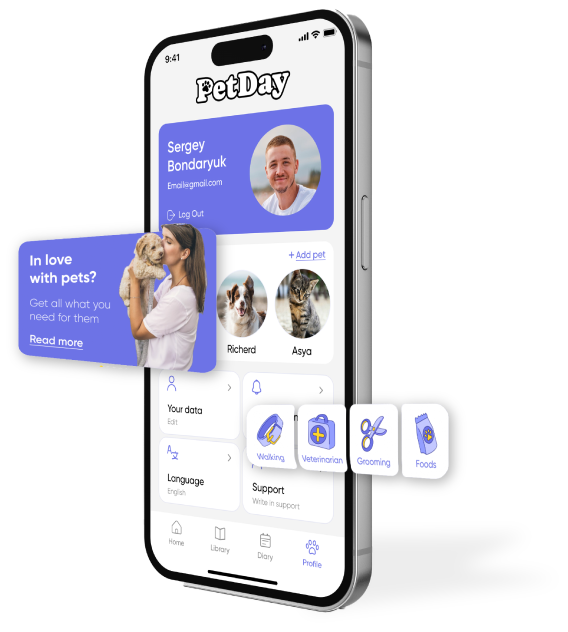 9:41
PetDay
Sergey
Bondaryuk
Email@gmail.com
Log Out
In love
with pets?
Get all what you
need for them
Read more
+ Add pet
Richerd
Asya
Your data
Edit
Walking
Veterinarian
Grooming
Foods
Language
English
Support
Write in support
Home
Library
Diary
Profile